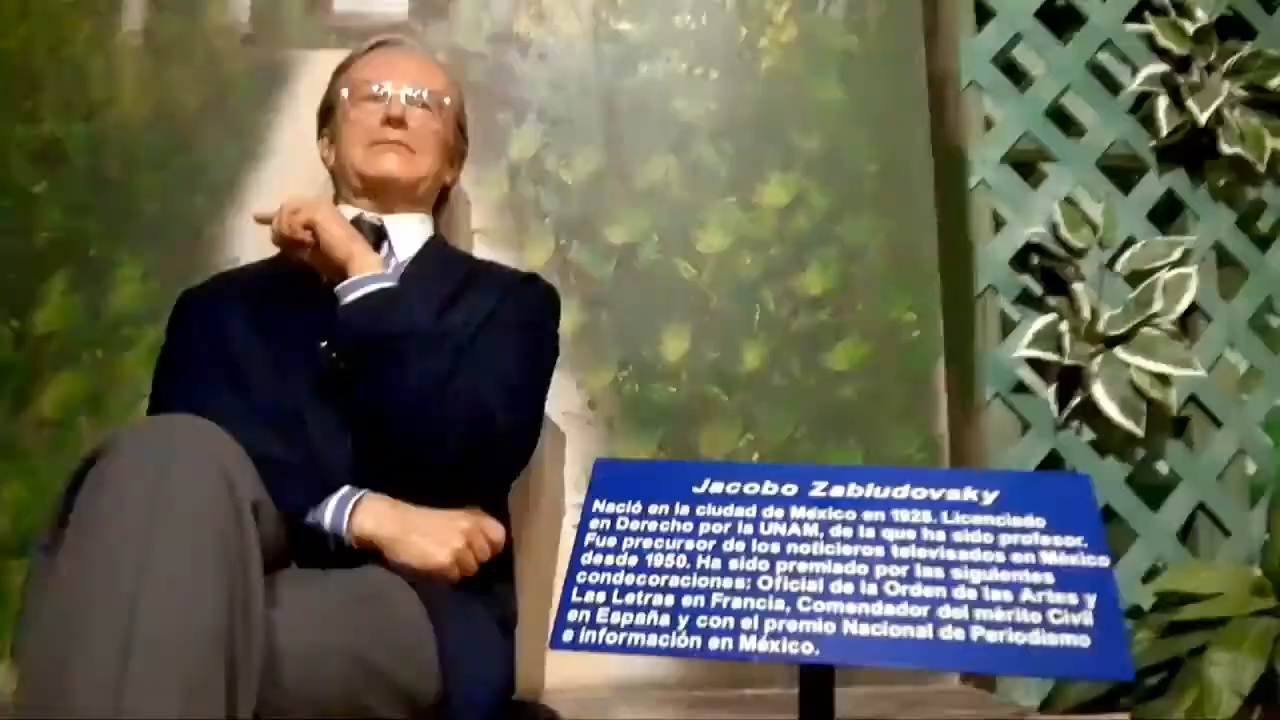 Jacobo Zabludovsky
Nació en la ciudad de México en 1928. Licenciado
en Derecho por la UNAM, de la que ha sido profesor.
Fue precursor de los noticieros televisados en México
desde 1950. Ha sido premiado por las siguientes
condecoraciones: Oficial de la Orden de las Artes y
Las Letras en Francia, Comendador del mérito Civil
en España y con el premio Nacional de Periodismo
e información en México.